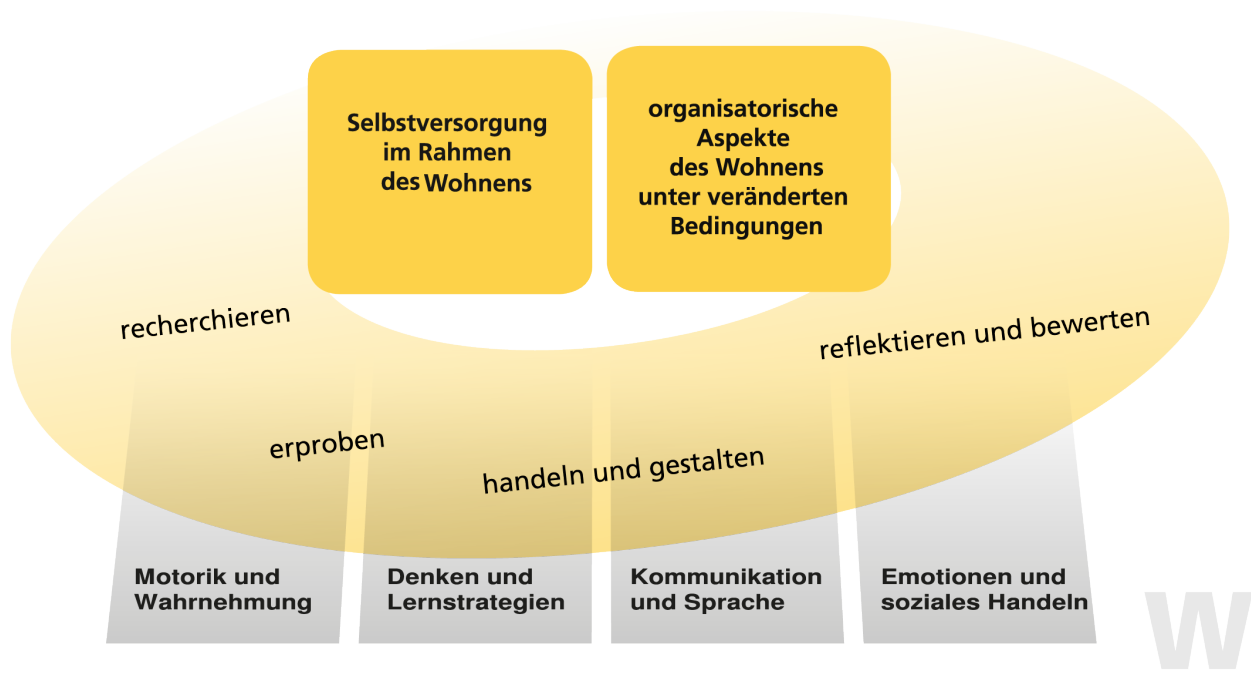 Selbstversorgung
im Rahmen
des Wohnens
organisatorische
Aspekte
des Wohnens
unter veränderten
Bedingungen
recherchieren
reflektieren und bewerten
erproben
handeln und gestalten
Motorik und
Wahrnehmung
Denken und
Lernstrategien
Kommunikation
und Sprache
Emotionen und
soziales Handeln
W